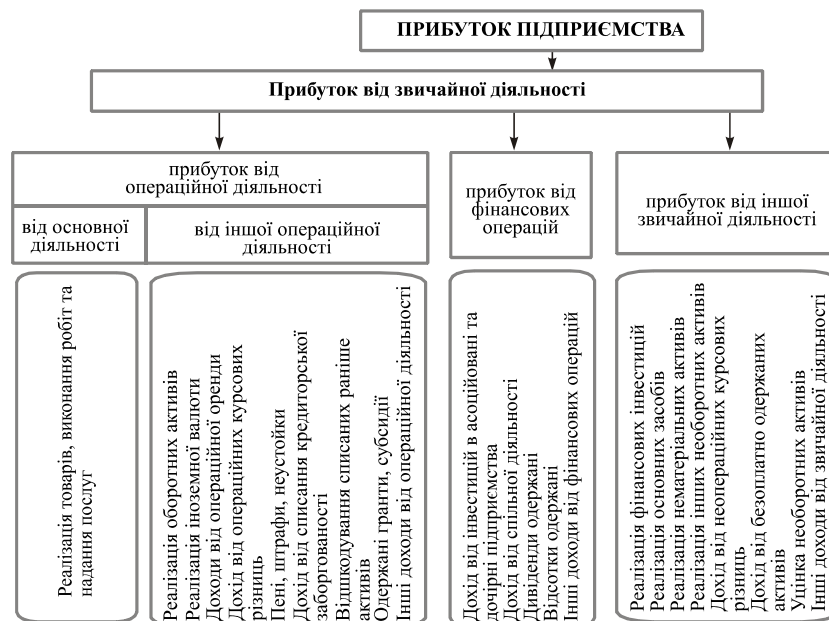 ПРИБУТОК ПІДПРИЄМСТВА
Прибуток від звичайної діяльності
прибуток від
операційної діяльності
від основної
діяльності
від іншої операційної
діяльності
прибуток від
фінансових
операцій
прибуток від іншої
звичайної діяльності
Реалізація товарів, виконання робіт та
надання послуг
Реалізація оборотних активів
Реалізація іноземної валюти
Доходи від операційної оренди
Дохід від операційних курсових
різниць
Пені, штрафи, неустойки
Дохід від списання кредиторської
заборгованості
Відшкодування списаних раніше
активів
Одержані гранти, субсидії
Інші доходи від операційної діяльності
Дохід від інвестицій в асоційовані та
дочірні підприємства
Дохід від спільної діяльності
Дивіденди одержані
Відсотки одержані
Інші доходи від фінансових операцій
Реалізація фінансових інвестицій
Реалізація основних засобів
Реалізація нематеріальних активів
Реалізація інших необоротних активів
Дохід від неопераційних курсових
різниць
Дохід від безоплатно одержаних
активів
Уцінка необоротних активів
Інші доходи від звичайної діяльності